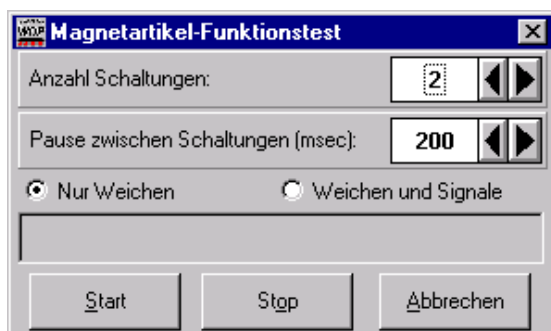 Magnetartikel-Funktionstest
Anzahl Schaltungen: 2
Pause zwischen Schaltungen (msec): 200
Nur Weichen Weichen und Signale
Start Stop Abbrechen